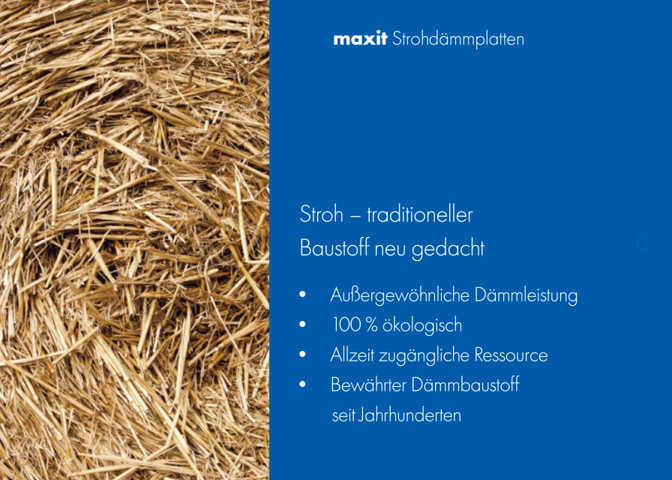 maxit Strohdämmplatten
Stroh – traditioneller
Baustoff neu gedacht
• Außergewöhnliche Dämmleistung
• 100 % ökologisch
• Allzeit zugängliche Ressource
• Bewährter Dämmbaustoff
seit Jahrhunderten